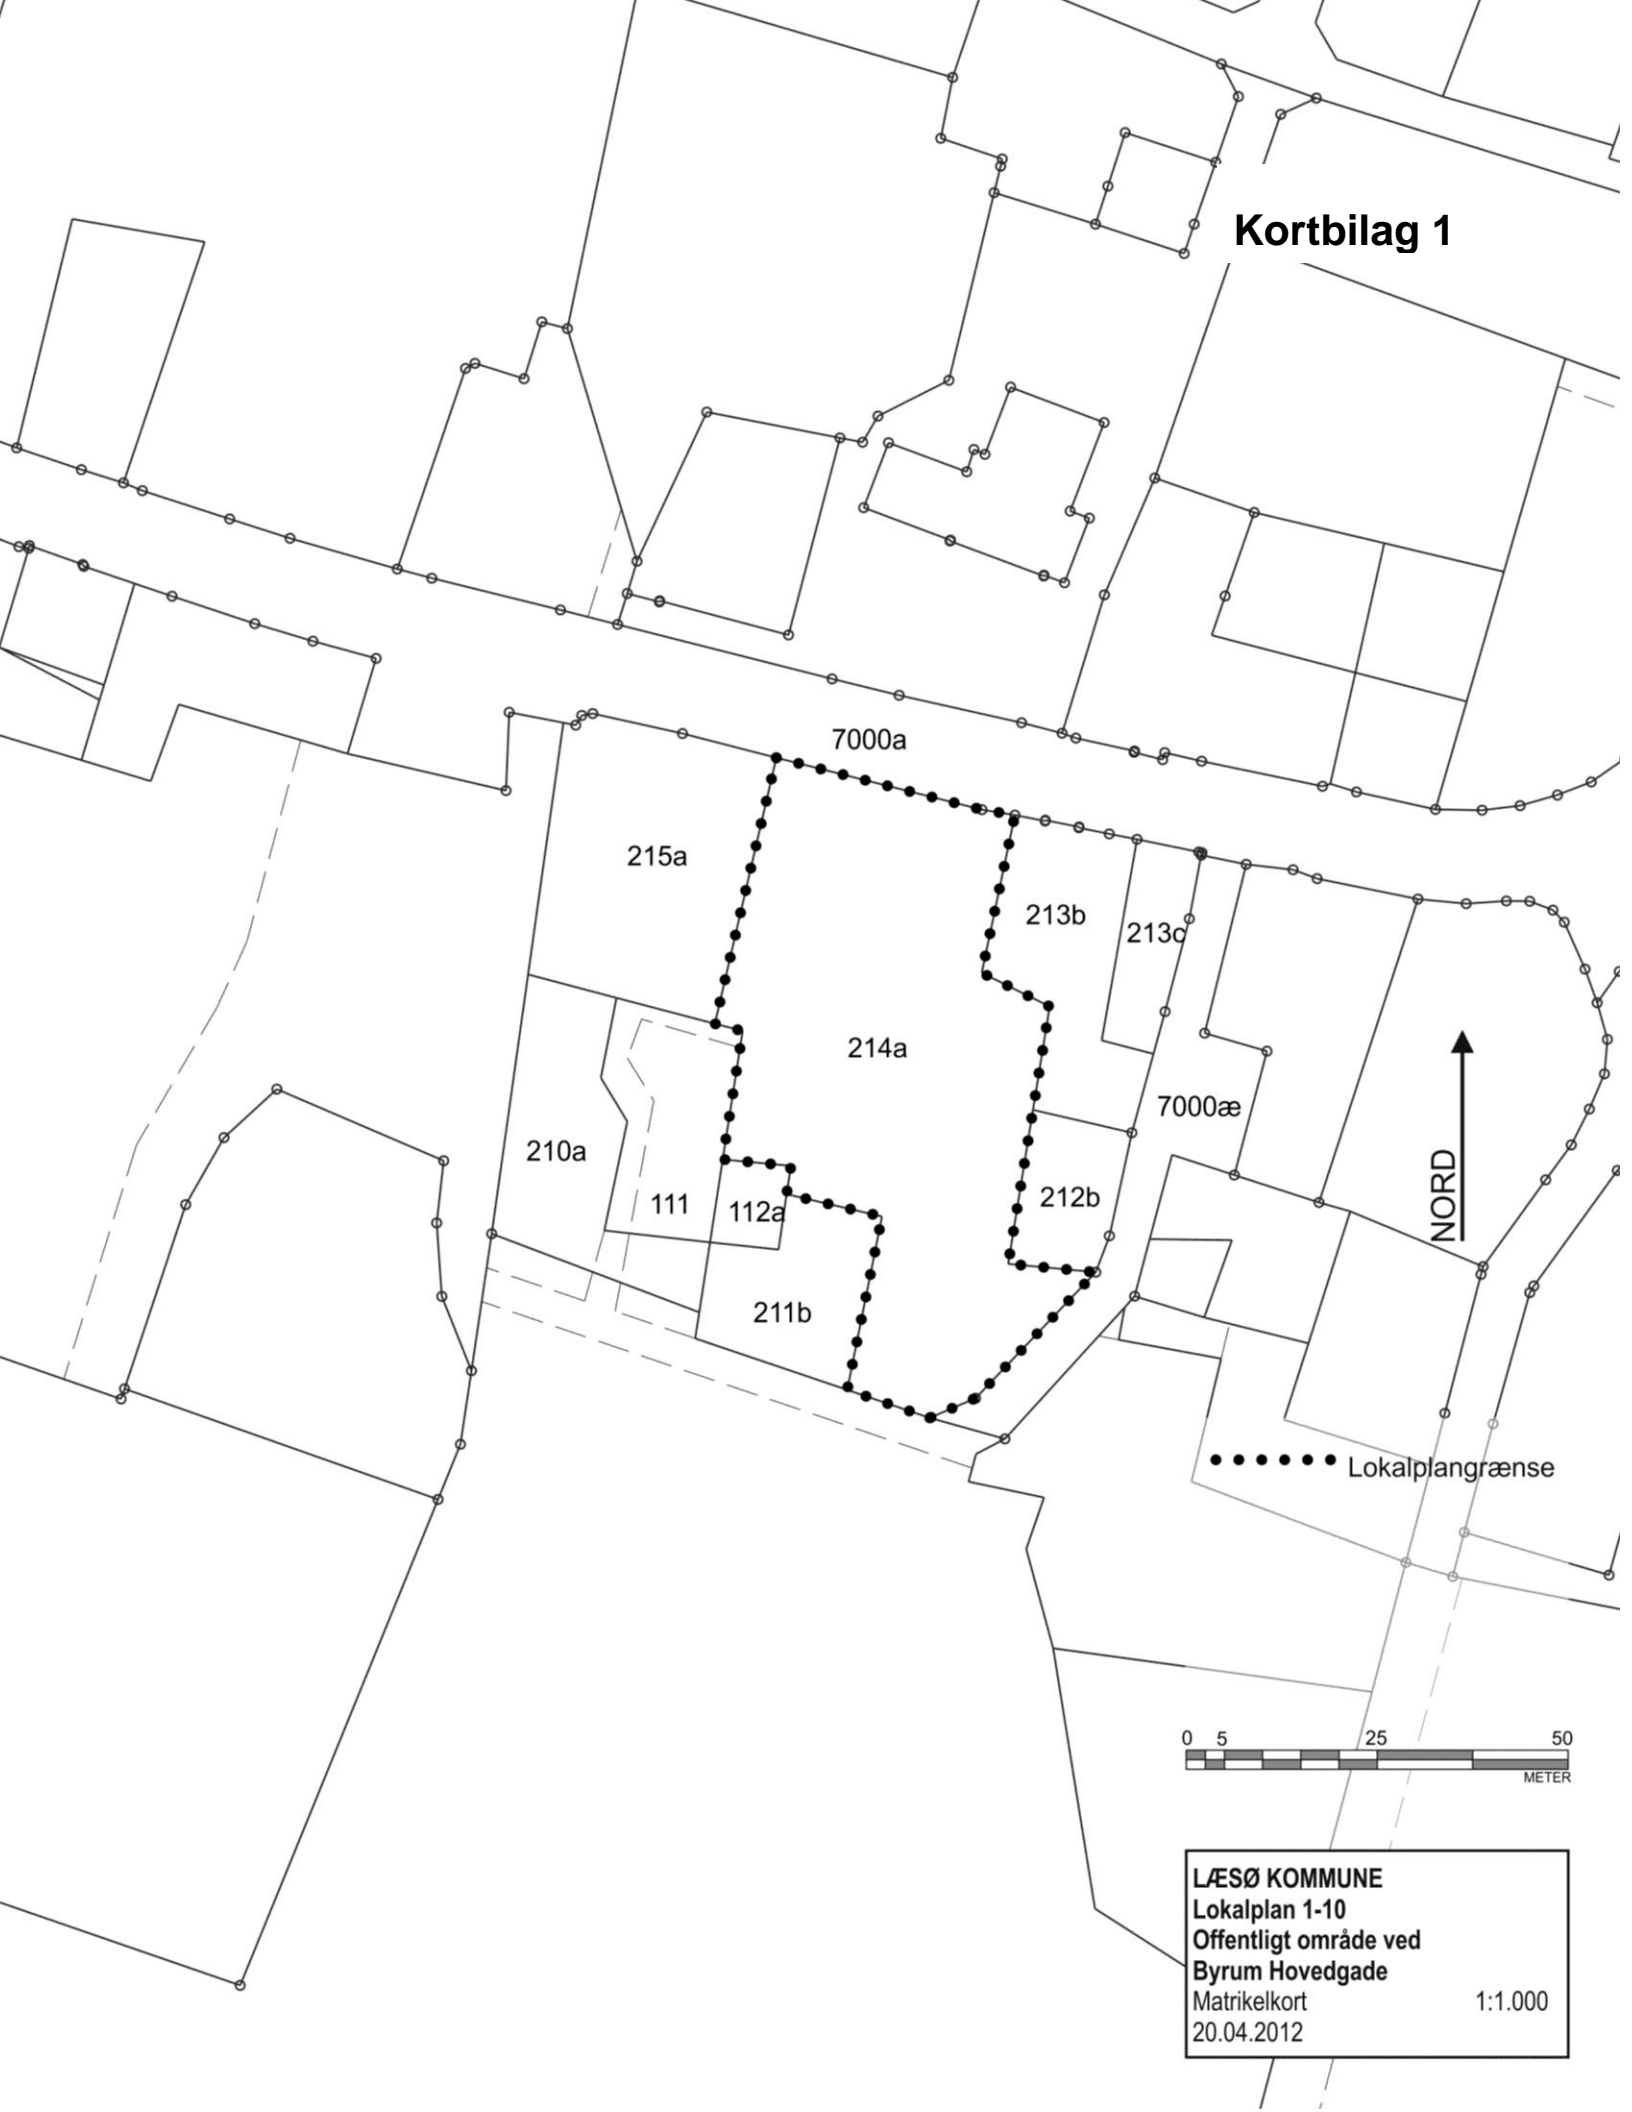 Kortbilag 1
7000a
215a
213b
213c
214a
7000æ
210a
111
112a
212b
NORD
211b
Lokalplangrænse
0 5 25 50
METER
LÆSØ KOMMUNE
Lokalplan 1-10
Offentligt område ved
Byrum Hovedgade
Matrikelkort 1:1.000
20.04.2012